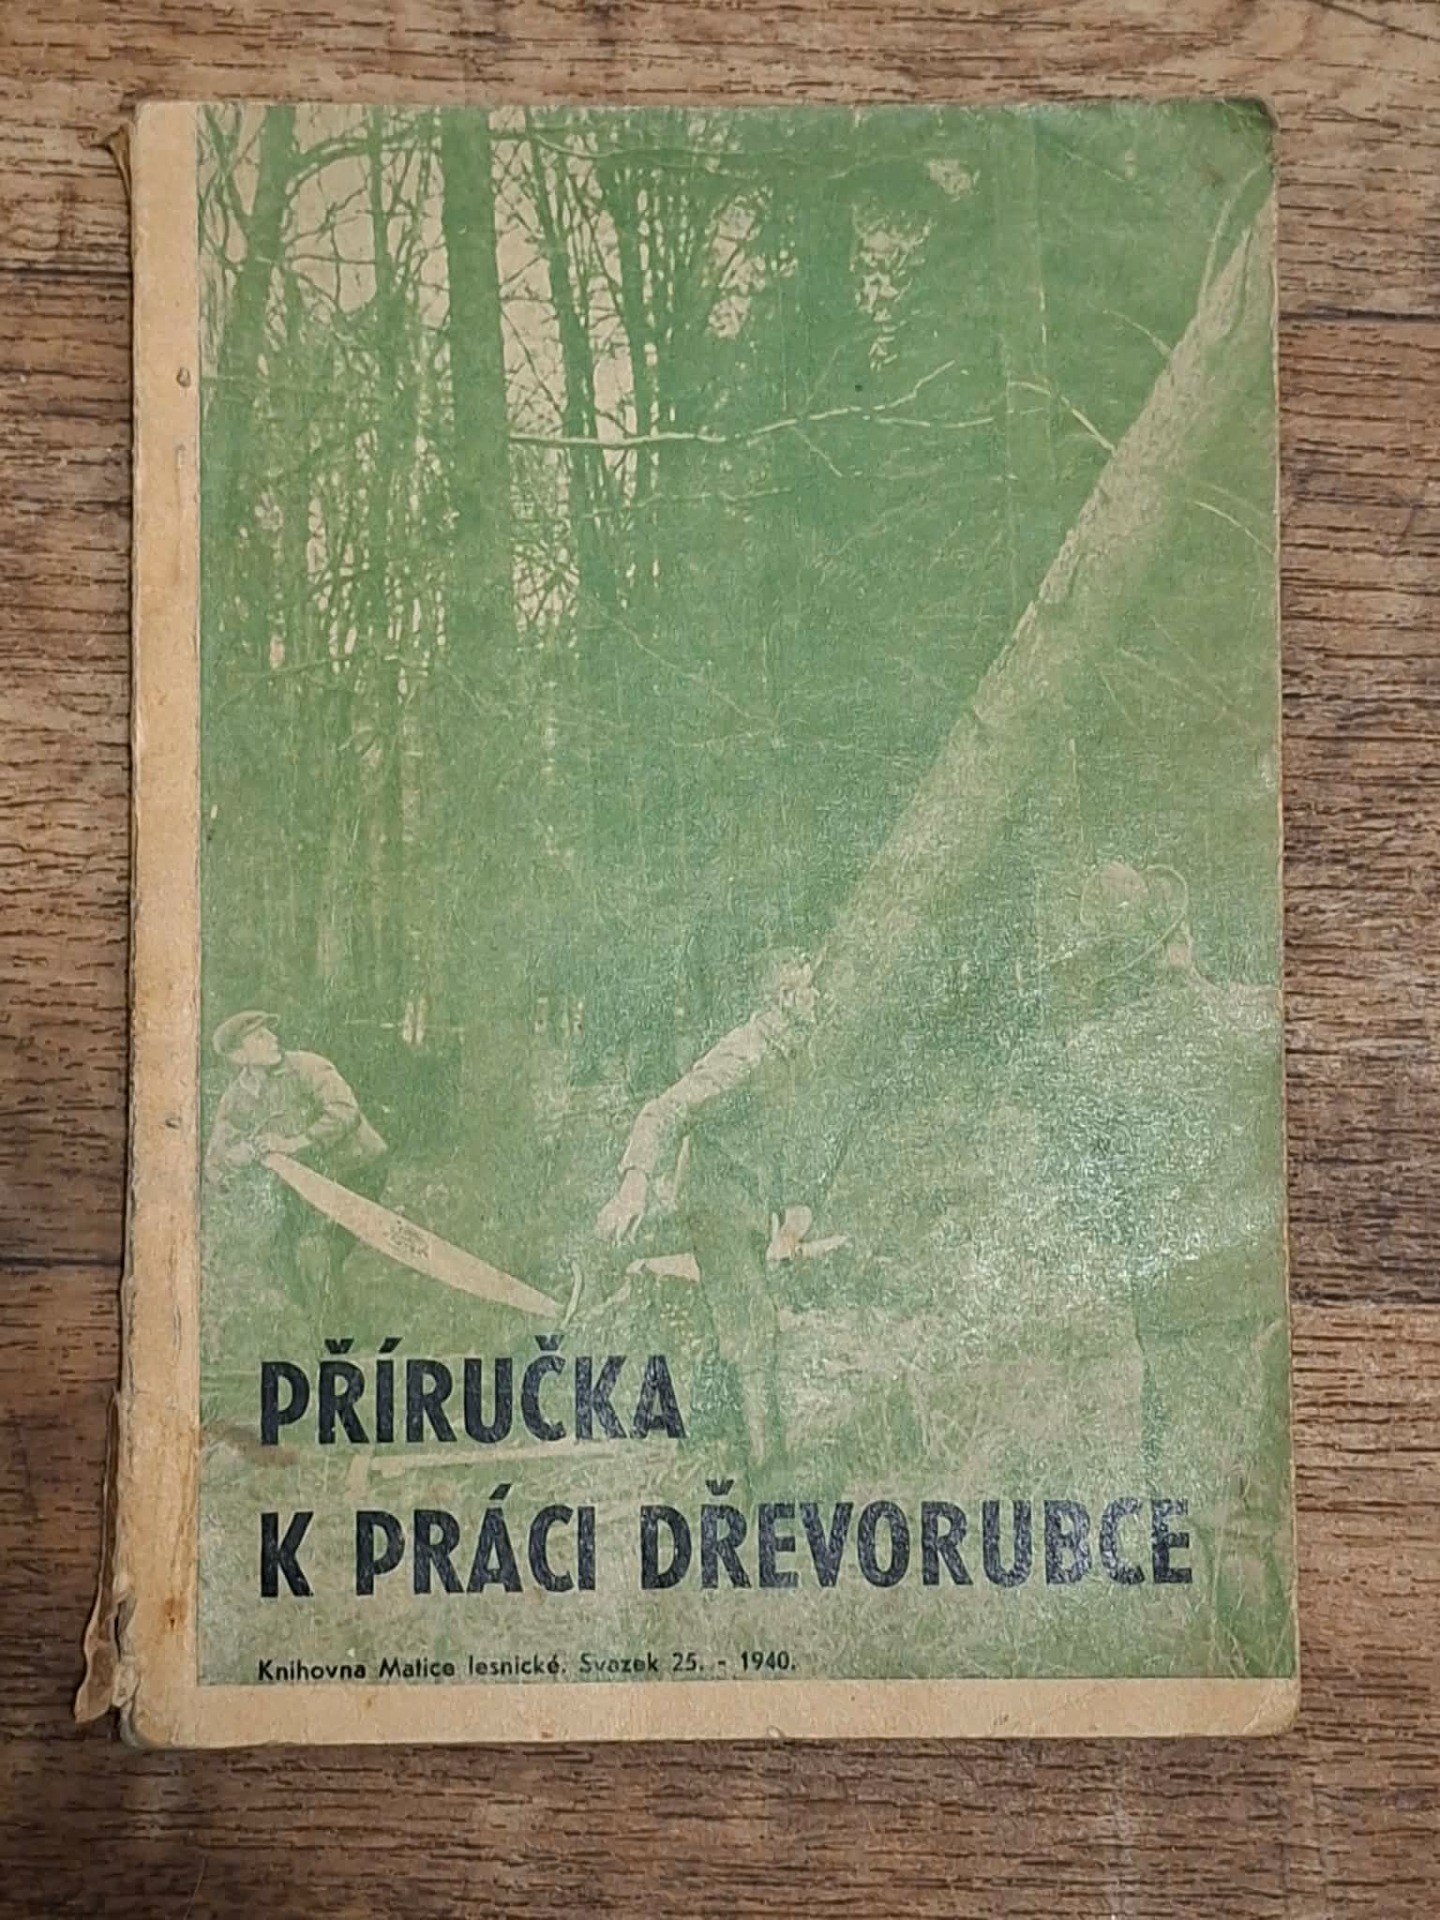 PŘÍRUČKA
K PRÁCI DŘEVORUBCE
Knihovna Matice lesnické. Svazek 25. - 1940.